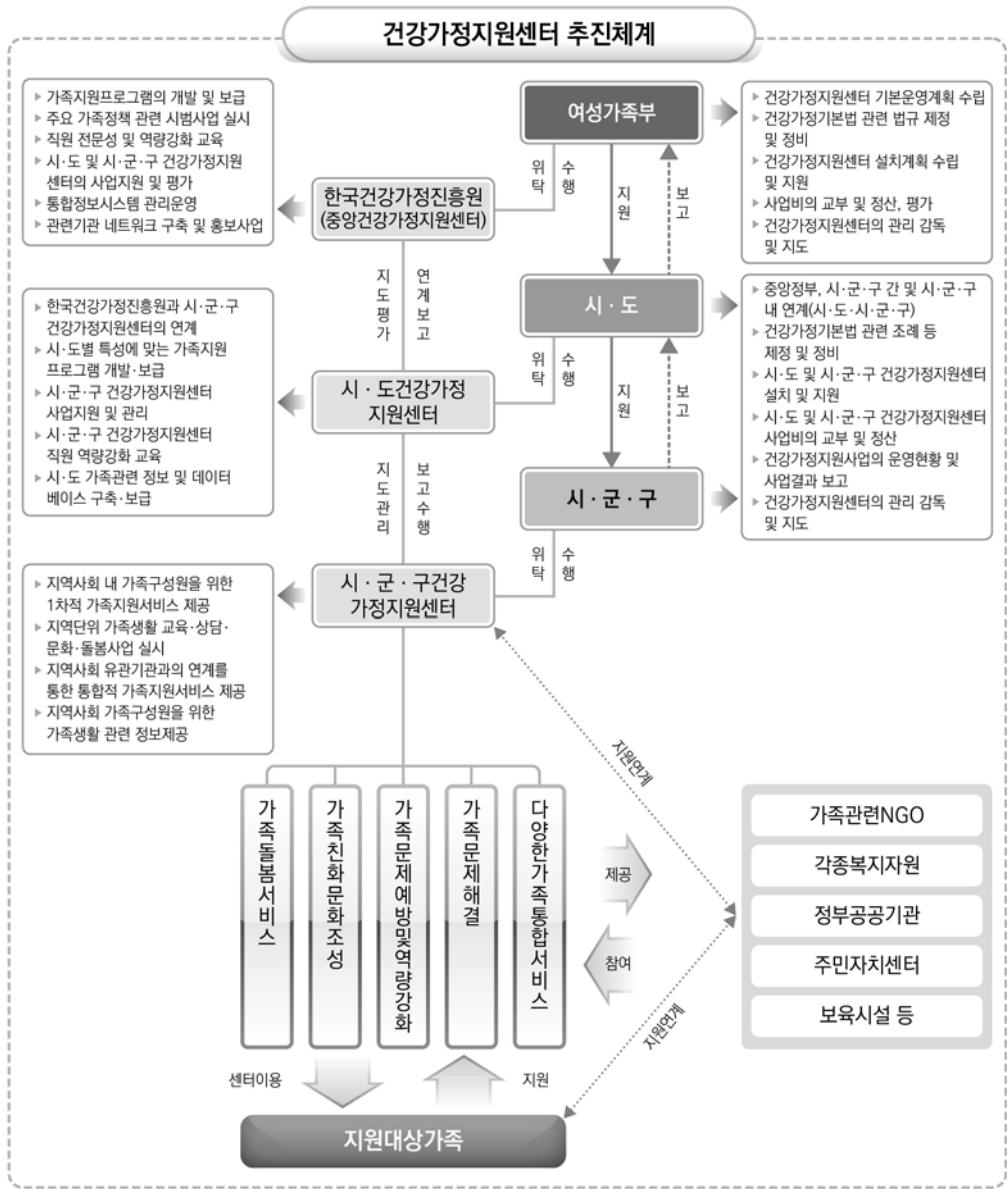 건강가정지원센터 추진체계
▶ 가족지원프로그램의 개발 및 보급
▶ 주요 가족정책 관련 시범사업 실시
▶ 직원 전문성 및 역량강화 교육
▶ 시·도 및 시·군·구 건강가정지원
센터의 사업지원 및 평가
▶ 통합정보시스템 관리운영
▶ 관련기관 네트워크 구축 및 홍보사업
한국건강가정진흥원
(중앙건강가정지원센터)
여성가족부
위탁
수행
지원
보고
▶ 건강가정지원센터 기본운영계획 수립
▶ 건강가정기본법 관련 법규 제정
및 정비
▶ 건강가정지원센터 설치계획 수립
및 지원
▶ 사업비의 교부 및 정산, 평가
▶ 건강가정지원센터의 관리 감독
및 지도
지도평가
연계보고
▶ 한국건강가정진흥원과 시·군·구
건강가정지원센터의 연계
▶ 시·도별 특성에 맞는 가족지원
프로그램 개발·보급
▶ 시·군·구 건강가정지원센터
사업지원 및 관리
▶ 시·군·구 건강가정지원센터
직원 역량강화 교육
▶ 시·도 가족관련 정보 및 데이터
베이스 구축·보급
시·도건강가정
지원센터
시·도
위탁
수행
지원
보고
▶ 중앙정부, 시·군·구 간 및 시·군·구
내 연계(시·도·시·군·구)
▶ 건강가정기본법 관련 조례 등
제정 및 정비
▶ 시·도 및 시·군·구 건강가정지원센터
설치 및 지원
▶ 시·도 및 시·군·구 건강가정지원센터
사업비의 교부 및 정산
▶ 건강가정지원사업의 운영현황 및
사업결과 보고
▶ 건강가정지원센터의 관리 감독
및 지도
지도관리
보고수행
시·군·구
위탁
수행
▶ 지역사회 내 가족구성원을 위한
1차적 가족지원서비스 제공
▶ 지역단위 가족생활 교육·상담·
문화·돌봄사업 실시
▶ 지역사회 유관기관과의 연계를
통한 통합적 가족지원서비스 제공
▶ 지역사회 가족구성원을 위한
가족생활 관련 정보제공
시·군·구건강
가정지원센터
지원연계
가족돌봄서비스
가족친화문화조성
가족문제예방및역량강화
가족문제해결
다양한가족통합서비스
제공
참여
가족관련NGO
각종복지자원
정부공공기관
주민자치센터
보육시설 등
지원연계
센터이용
지원
지원대상가족